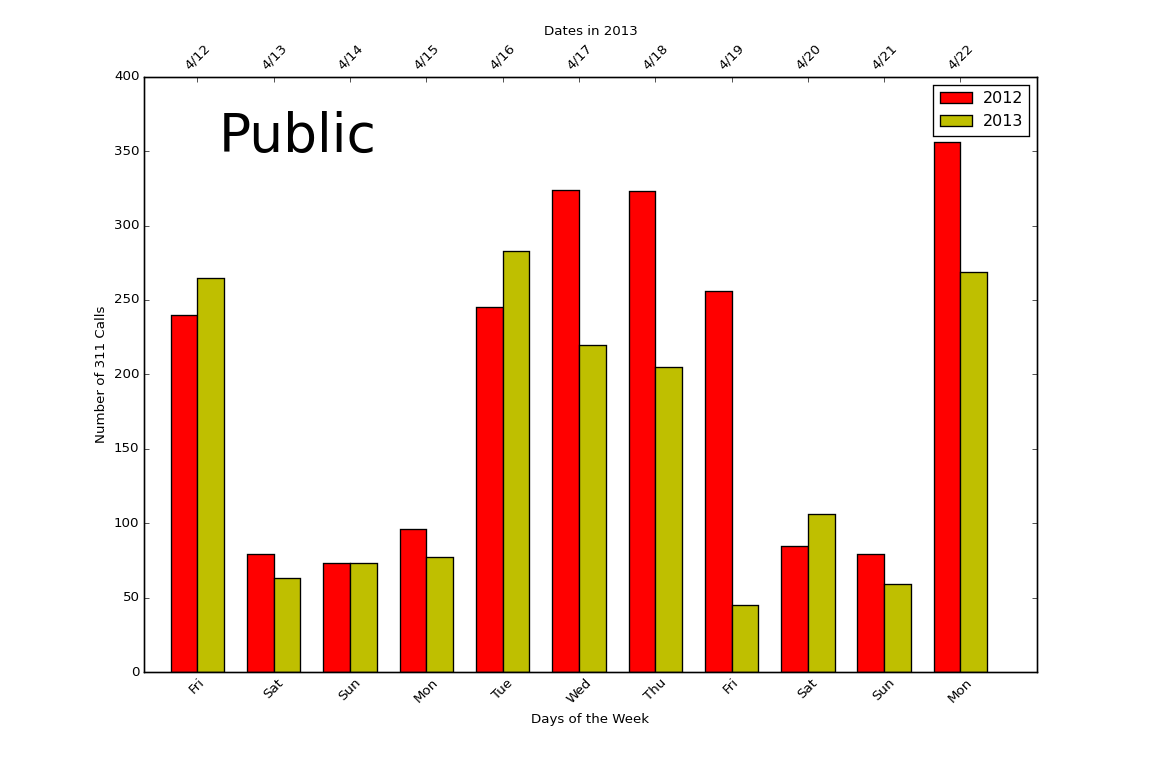 Dates in 2013
4/12 4/13 4/14 4/15 4/16 4/17 4/18 4/19 4/20 4/21 4/22
Public
2012
2013
400
350
300
250
200
150
100
50
0
Number of 311 Calls
Fri Sat Sun Mon Tue Wed Thu Fri Sat Sun Mon
Days of the Week